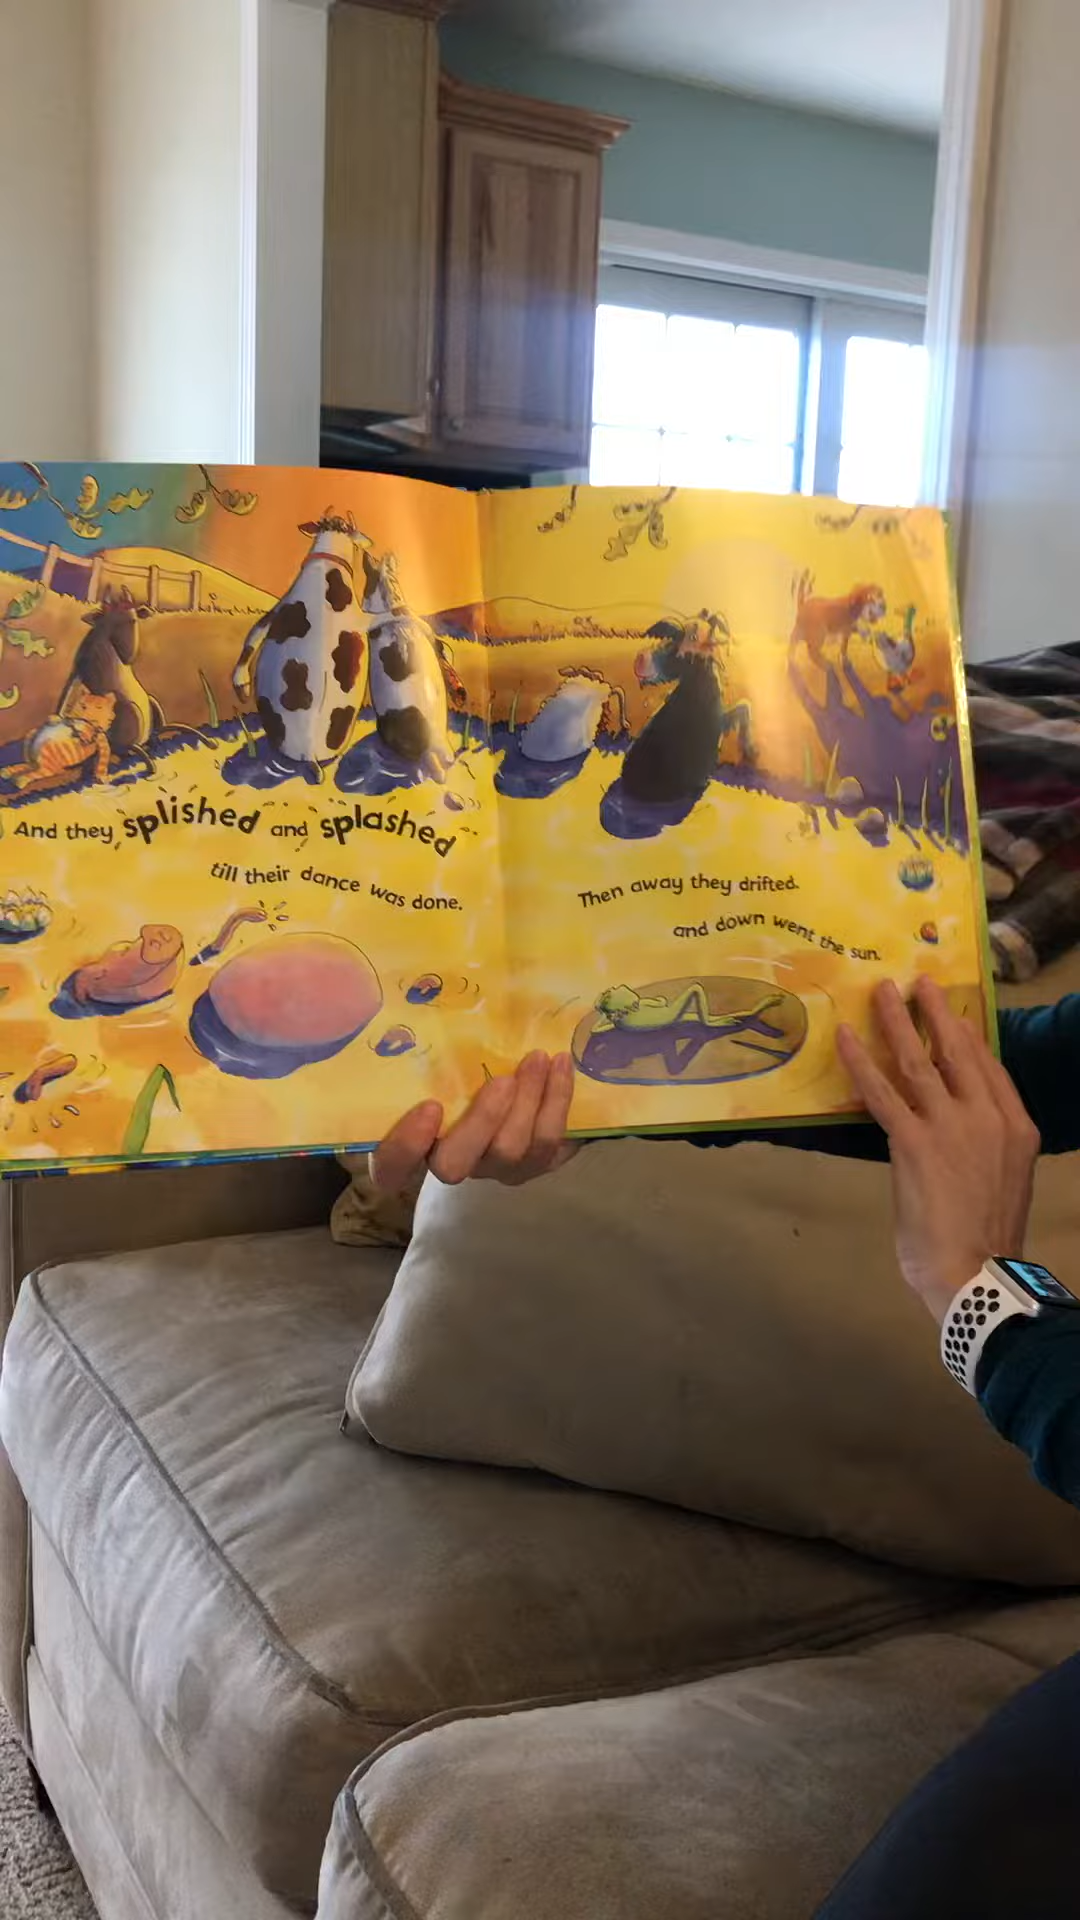 And they splished and splashed
till their dance was done.
Then away they drifted.
and down went the sun.